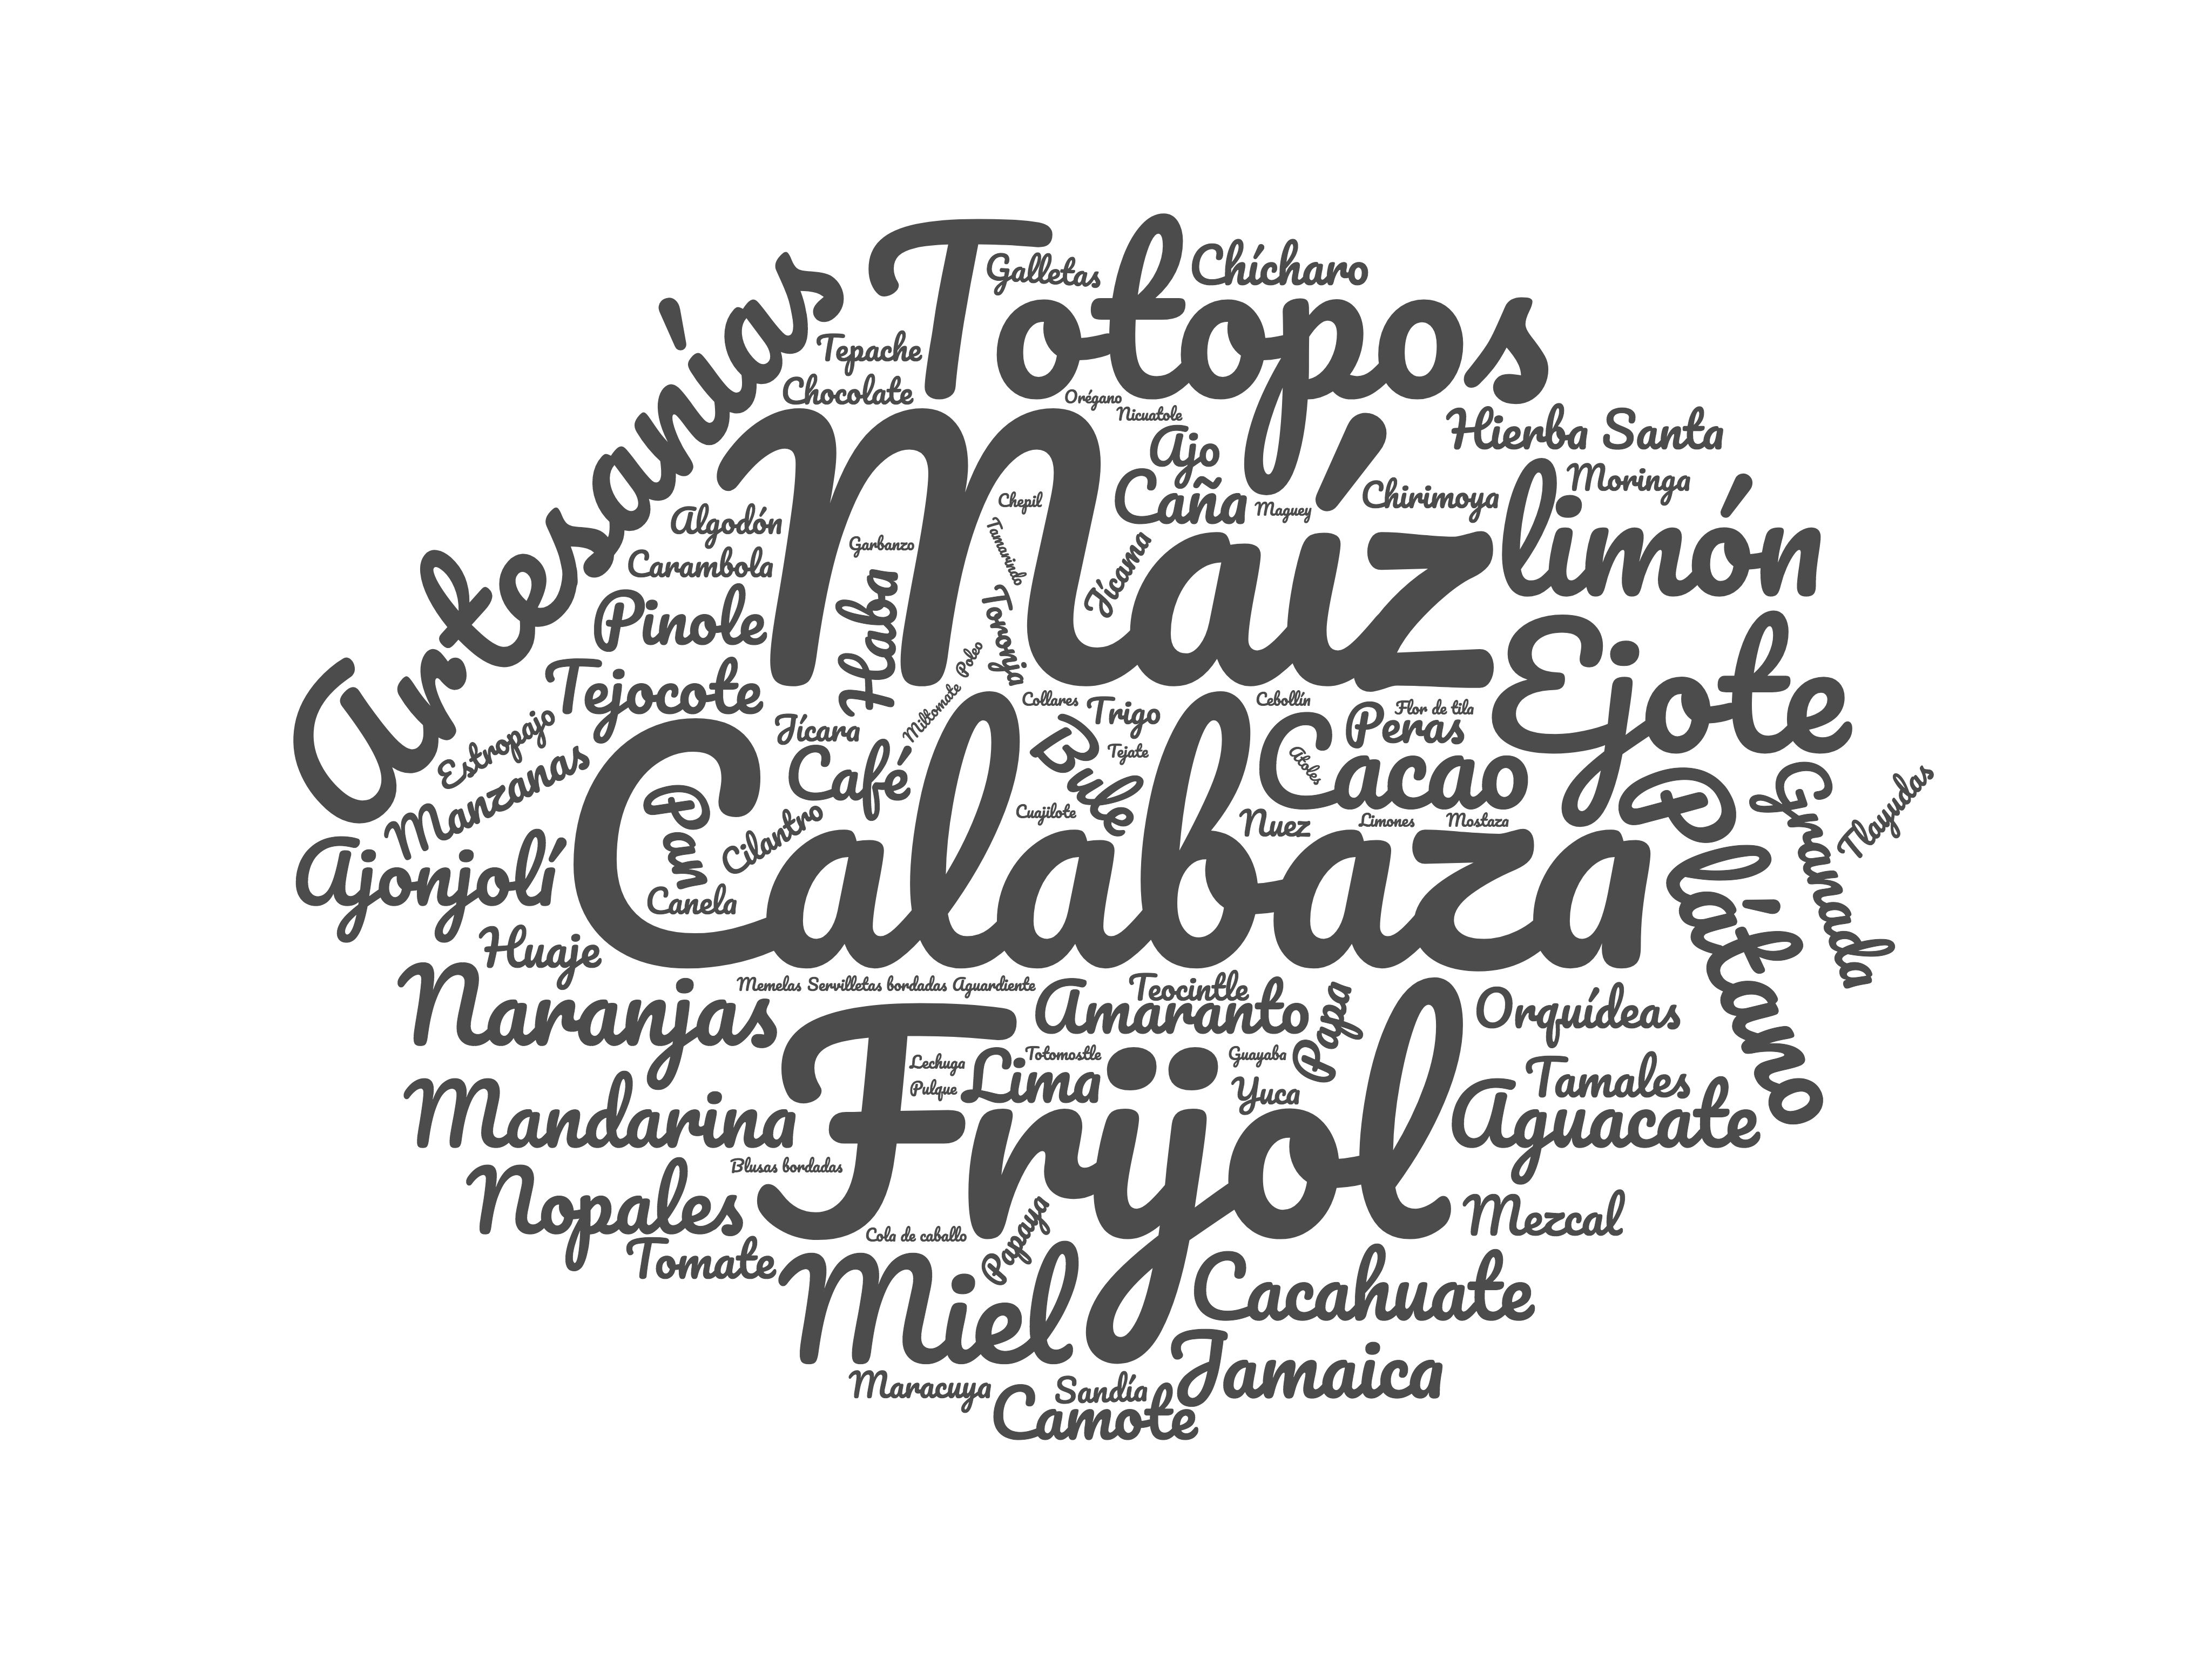 Totopos
Galletas
Chícharo
Artesanías
Tepache
Chocolate
Orégano
Nicuatole
Ajo
Hierba Santa
Maíz
Moringa
Caña
Maguey
Chirimoya
limón
Chepil
Algodón
Garbanzo
Tamarindo
Jícama
Carambola
Pinole
Haba
Toronja
Poleo
Miltomate
Tejocote
Ejote
Collares
Trigo
Cebollín
Flor de tila
Peras
Jícara
Estropajo
Manzanas
Café
Bule
Tejate
Atoles
Cacao
Calabaza
Pan
Cilantro
Cuajilote
Nuez
Limones
Mostaza
Plátano
Granada
Tlayudas
Ajonjolí
Canela
Huaje
Naranjas
Memelas
Servilletas bordadas
Aguardiente
Teocintle
Amaranto
Papa
Orquídeas
Frijol
Lechuga
Totomostle
Lima
Guayaba
Pulque
Yuca
Tamales
Mandarina
Aguacate
Blusas bordadas
Nopales
Mezcal
Cola de caballo
Papaya
Tomate
Miel
Cacahuate
Jamaica
Maracuya
Sandía
Camote